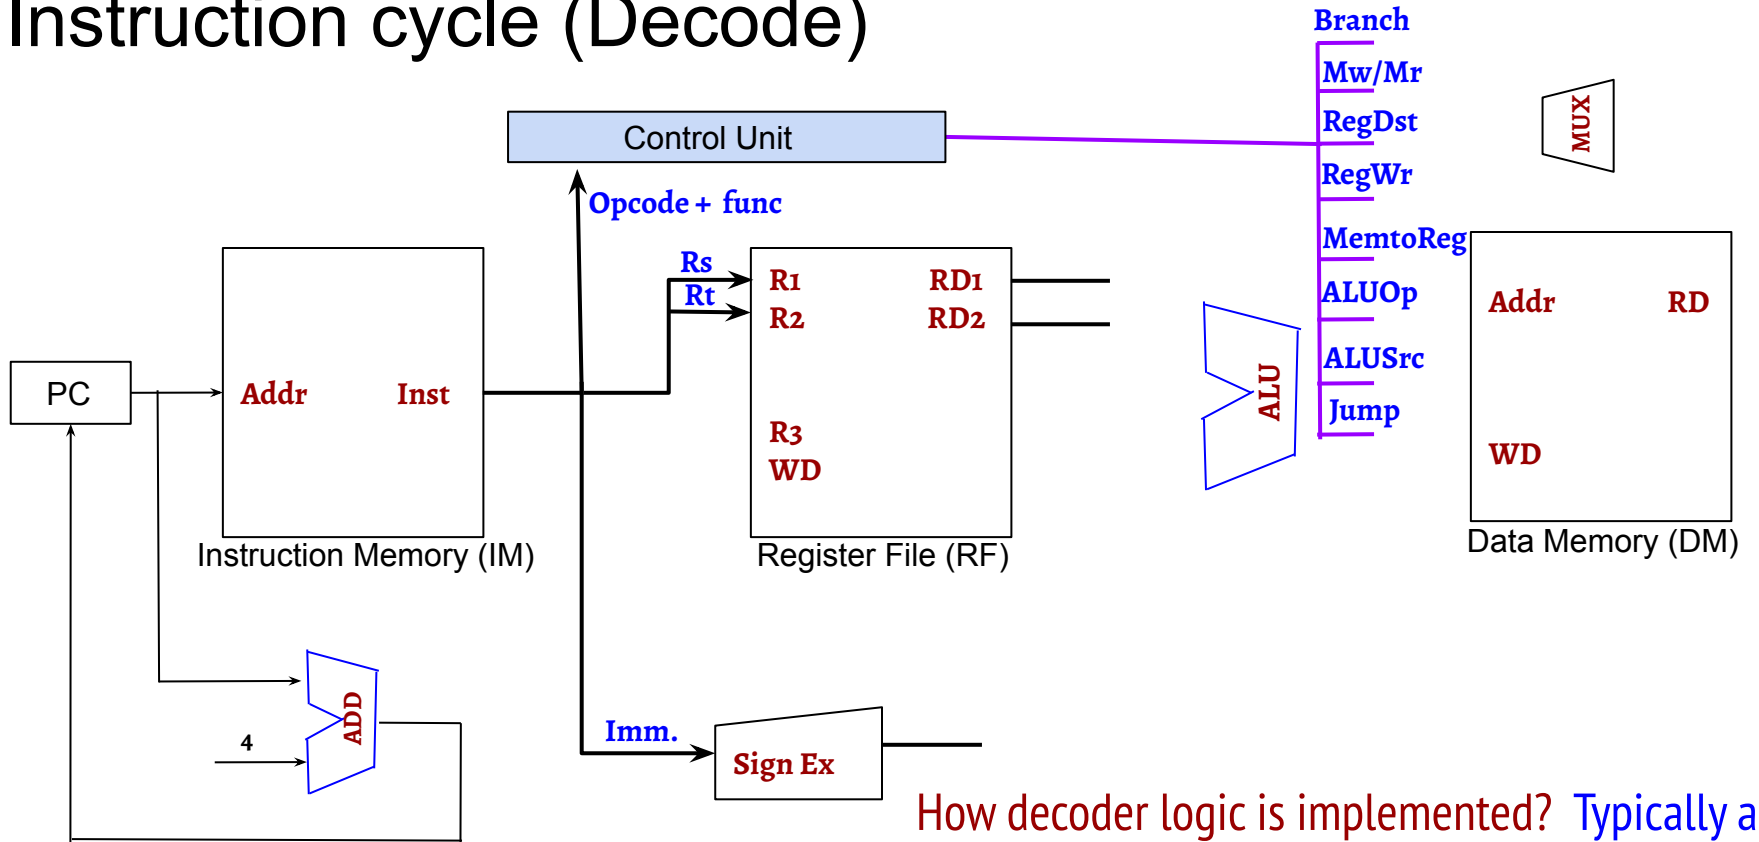 Instruction cycle (Decode)
Branch
Mw/Mr
RegDst
RegWr
MemtoReg
ALUOp
ALUSrc
Jump
MUX
Control Unit
Opcode + func
Rs
Rt
R1
R2
R3
WD
RD1
RD2
Register File (RF)
PC
Addr
Inst
Instruction Memory (IM)
ALU
Addr
RD
WD
Data Memory (DM)
ADD
4
Imm.
Sign Ex
How decoder logic is implemented? Typically a